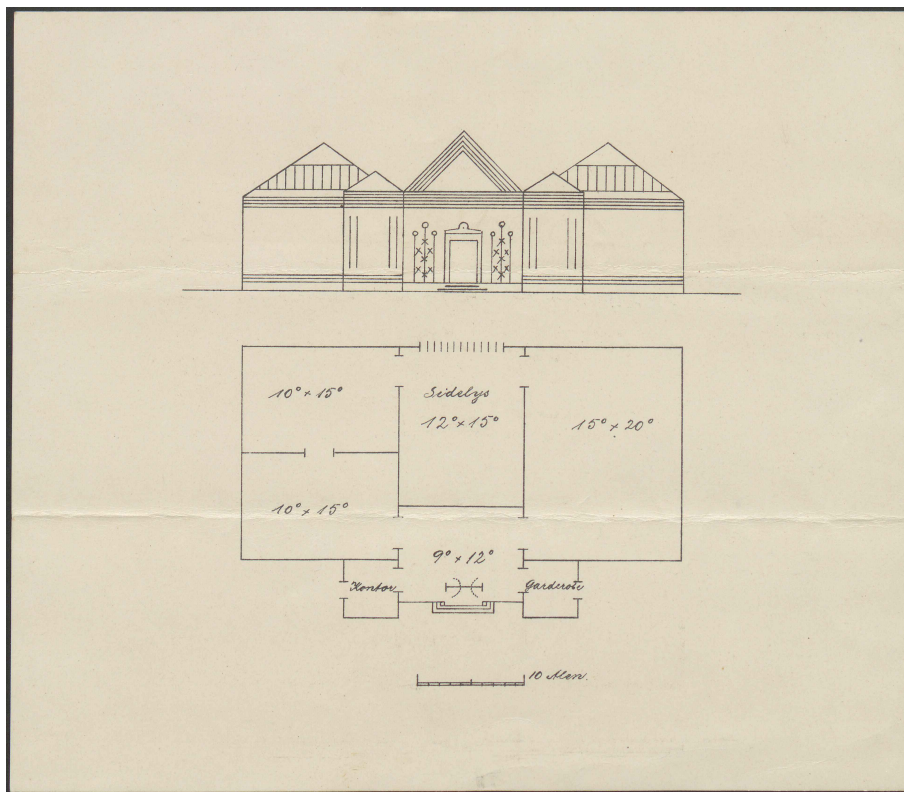 10° × 15°
Sidelys
12° × 15°
15° × 20°
10° × 15°
9° × 12°
Kontor
Garderobe
10 Alen.